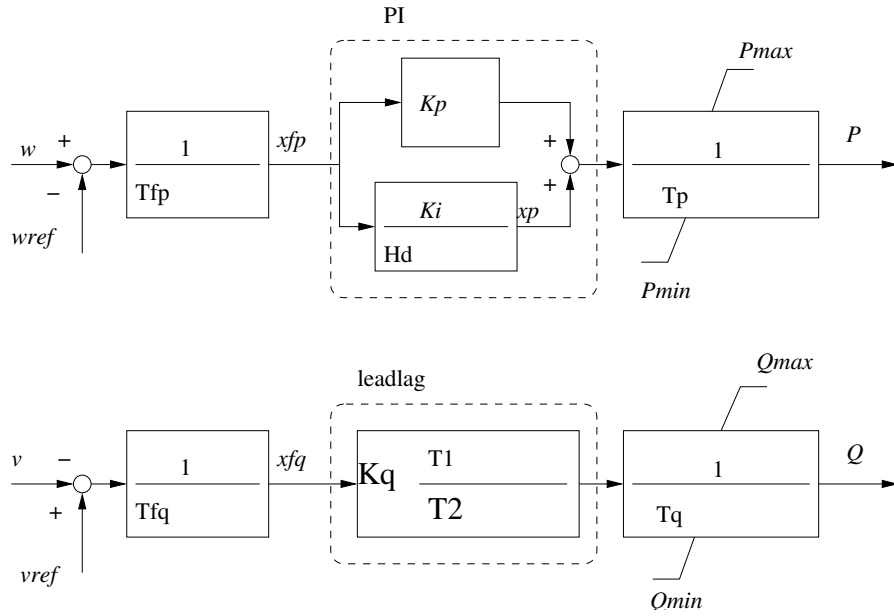 PI
Pmax
w
+
−
wref
1
Tfp
xfp
Kp
Ki
Hd
xp
+
+
1
Tp
P
Pmin
leadlag
Qmax
v
−
+
vref
1
Tfq
xfq
Kq
T1
T2
1
Tq
Q
Qmin